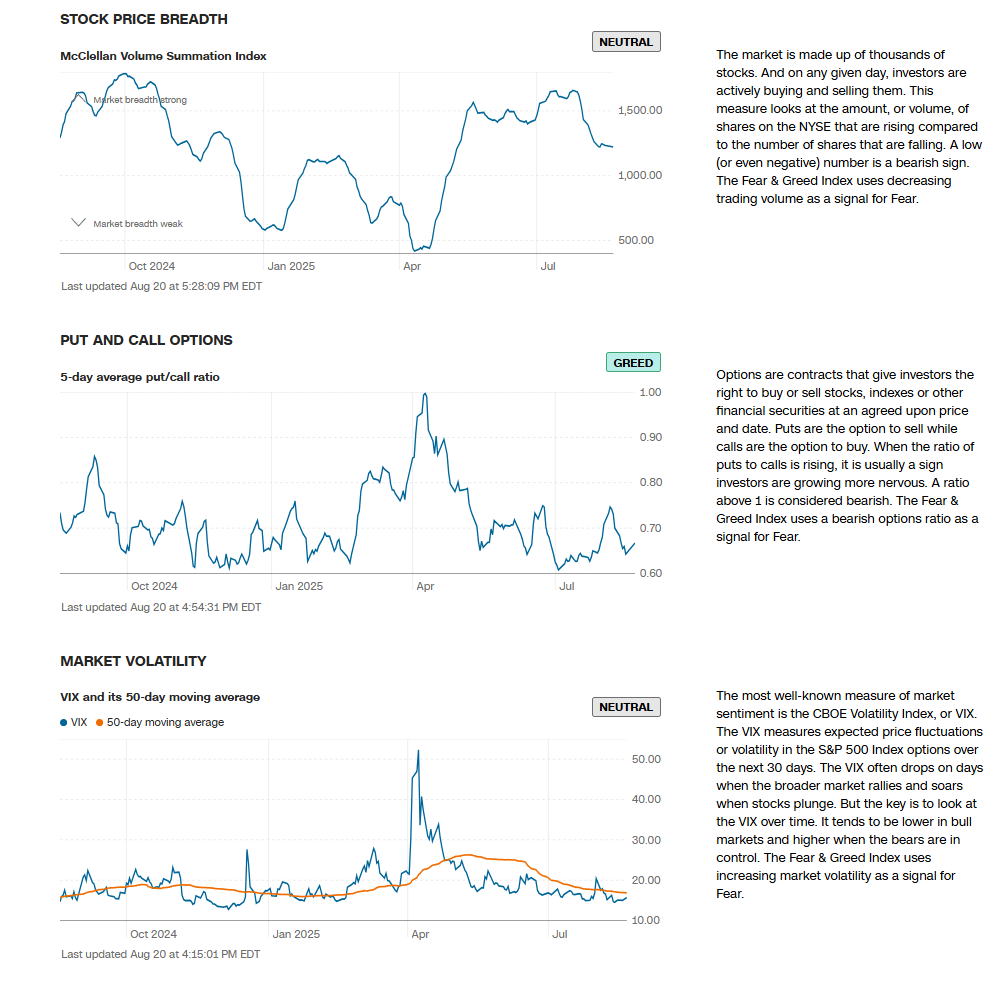 STOCK PRICE BREADTH
NEUTRAL
McClellan Volume Summation Index
Market breadth strong
Market breadth weak
1,500.00
1,000.00
500.00
Oct 2024
Jan 2025
Apr
Jul
Last updated Aug 20 at 5:28:09 PM EDT
The market is made up of thousands of
stocks. And on any given day, investors are
actively buying and selling them. This
measure looks at the amount, or volume, of
shares on the NYSE that are rising compared
to the number of shares that are falling. A low
(or even negative) number is a bearish sign.
The Fear & Greed Index uses decreasing
trading volume as a signal for Fear.
PUT AND CALL OPTIONS
GREED
5-day average put/call ratio
1.00
0.90
0.80
0.70
0.60
Oct 2024
Jan 2025
Apr
Jul
Last updated Aug 20 at 4:54:31 PM EDT
Options are contracts that give investors the
right to buy or sell stocks, indexes or other
financial securities at an agreed upon price
and date. Puts are the option to sell while
calls are the option to buy. When the ratio of
puts to calls is rising, it is usually a sign
investors are growing more nervous. A ratio
above 1 is considered bearish. The Fear &
Greed Index uses a bearish options ratio as a
signal for Fear.
MARKET VOLATILITY
VIX and its 50-day moving average
NEUTRAL
VIX
50-day moving average
50.00
40.00
30.00
20.00
10.00
Oct 2024
Jan 2025
Apr
Jul
Last updated Aug 20 at 4:15:01 PM EDT
The most well-known measure of market
sentiment is the CBOE Volatility Index, or VIX.
The VIX measures expected price fluctuations
or volatility in the S&P 500 Index options over
the next 30 days. The VIX often drops on days
when the broader market rallies and soars
when stocks plunge. But the key is to look at
the VIX over time. It tends to be lower in bull
markets and higher when the bears are in
control. The Fear & Greed Index uses
increasing market volatility as a signal for
Fear.